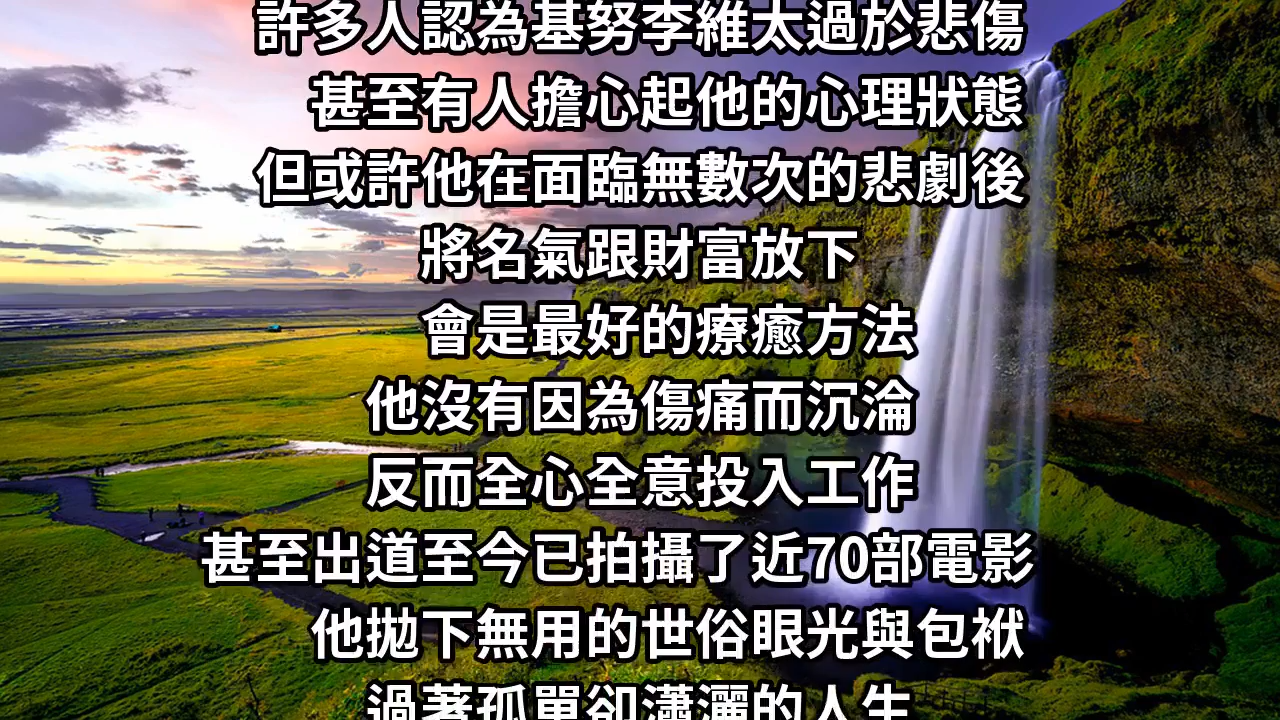 許多人認為基努李維太過於悲傷
甚至有人擔心起他的心理狀態
但或許他在面臨無數次的悲劇後
將名氣跟財富放下
會是最好的療癒方法
他沒有因為傷痛而沉淪
反而全心全意投入工作
甚至出道至今已拍攝了近70部電影
他拋下無用的世俗眼光與包袱
過著孤單卻瀟灑的人生